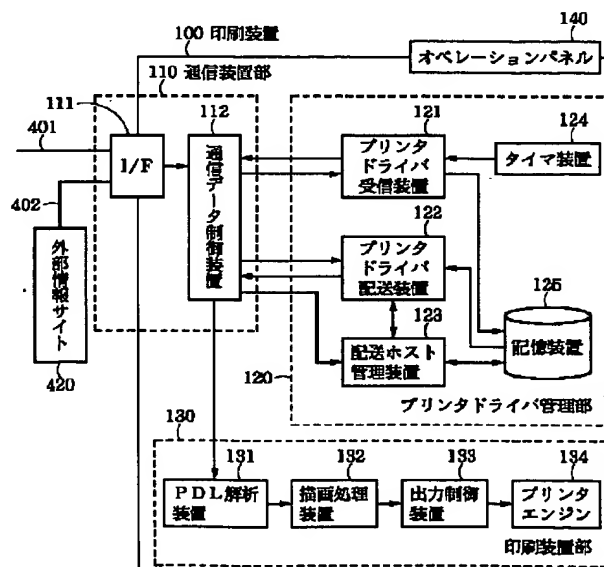 140
100 印刷装置
オペレーションパネル
110 通信装置部
111
112
121
124
401
I/F
通信データ制御装置
プリンタ
ドライバ
受信装置
タイマ装置
402
122
外部情報サイト
プリンタ
ドライバ
配送装置
125
123
記憶装置
配送ホスト
管理装置
420
120
プリンタドライバ管理部
130
131
132
133
134
PDL解析
装置
描画処理
装置
出力制御
装置
プリンタ
エンジン
印刷装置部